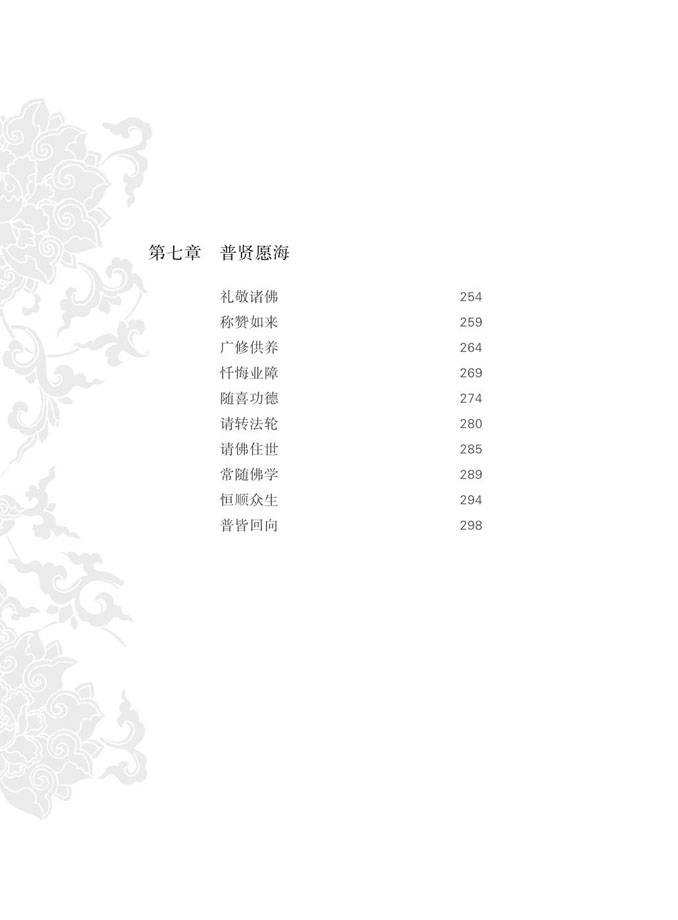 第七章　普贤愿海
礼敬诸佛 254
称赞如来 259
广修供养 264
忏悔业障 269
随喜功德 274
请转法轮 280
请佛住世 285
常随佛学 289
恒顺众生 294
普皆回向 298